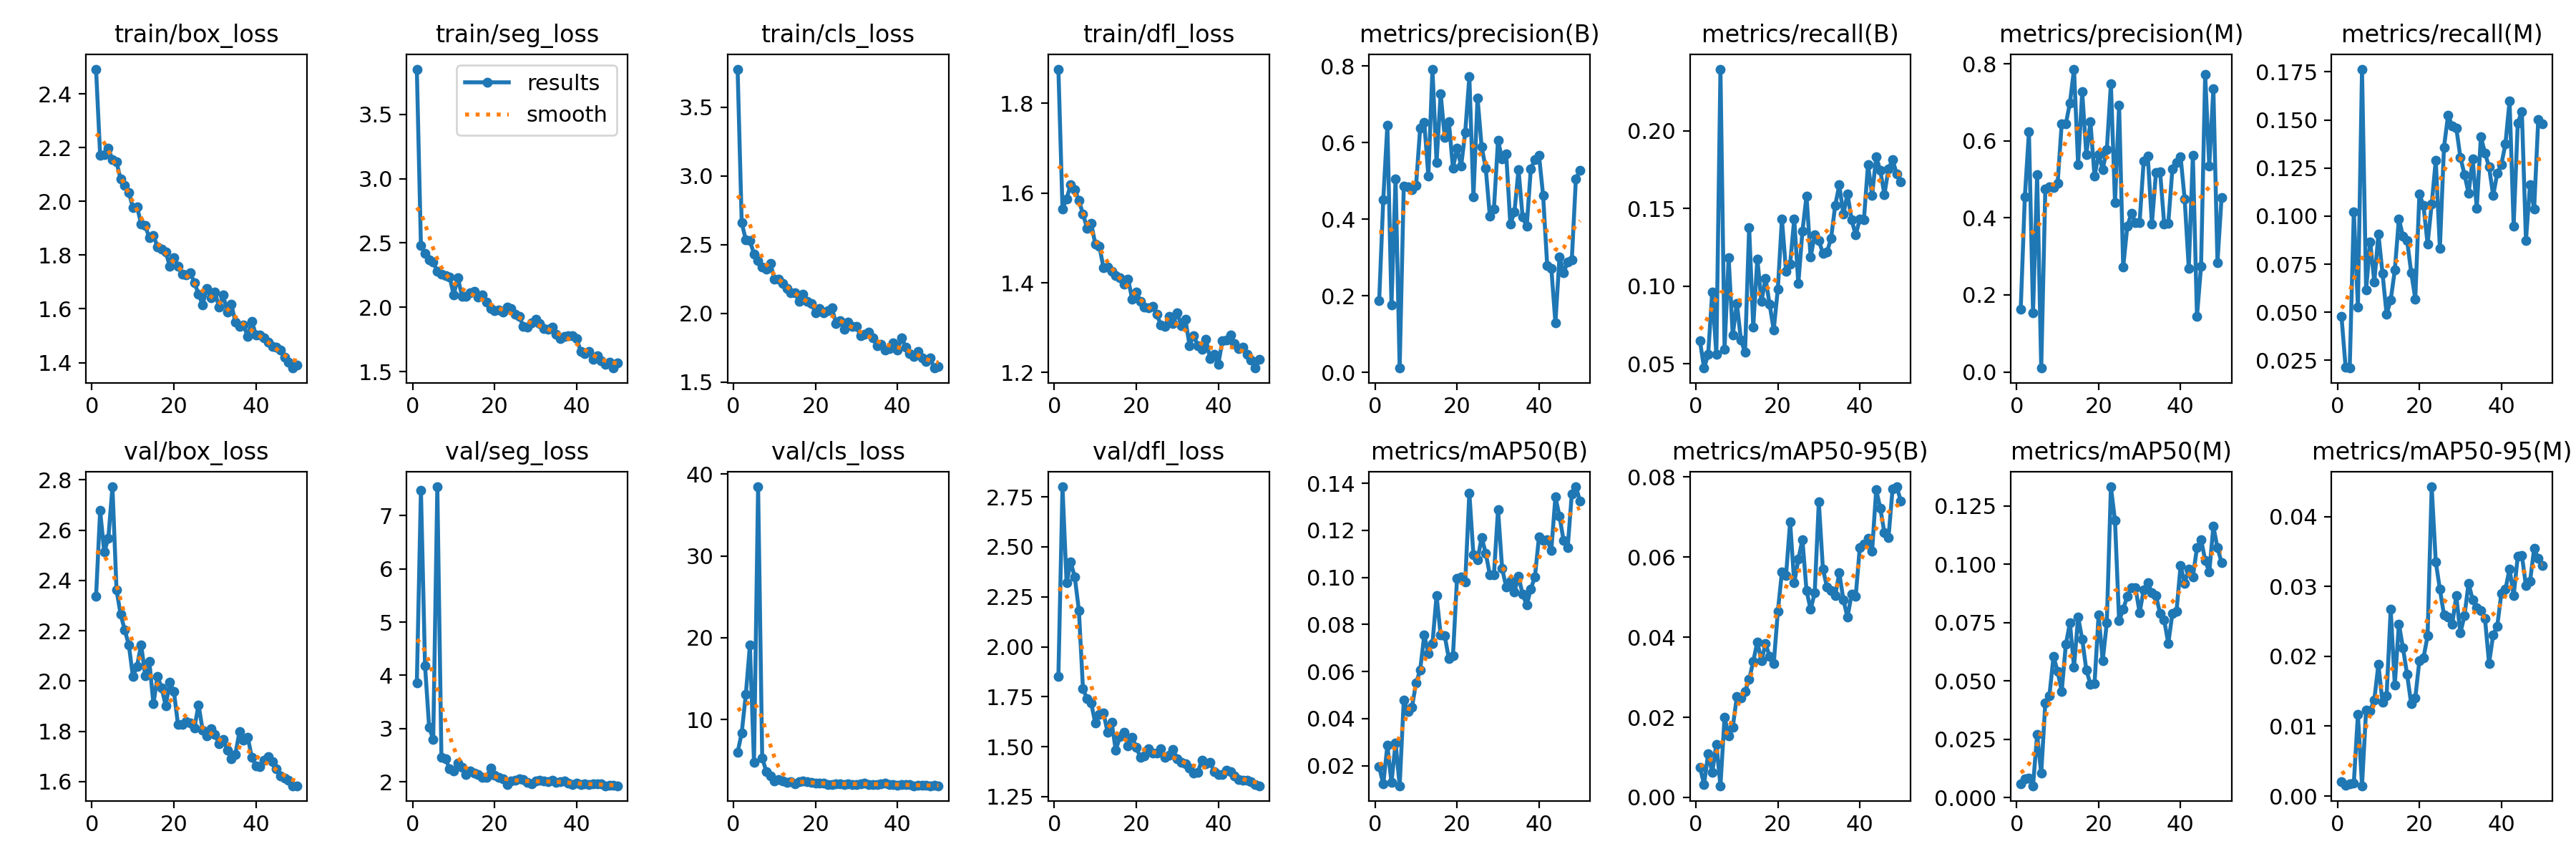 train/box_loss
2.4
2.2
2.0
1.8
1.6
1.4
0 20 40
train/seg_loss
results
smooth
3.5
3.0
2.5
2.0
1.5
0 20 40
train/cls_loss
3.5
3.0
2.5
2.0
1.5
0 20 40
train/dfl_loss
1.8
1.6
1.4
1.2
0 20 40
metrics/precision(B)
0.8
0.6
0.4
0.2
0.0
0 20 40
metrics/recall(B)
0.20
0.15
0.10
0.05
0 20 40
metrics/precision(M)
0.8
0.6
0.4
0.2
0.0
0 20 40
metrics/recall(M)
0.175
0.150
0.125
0.100
0.075
0.050
0.025
0 20 40
val/box_loss
2.8
2.6
2.4
2.2
2.0
1.8
1.6
0 20 40
val/seg_loss
7
6
5
4
3
2
0 20 40
val/cls_loss
40
30
20
10
0 20 40
val/dfl_loss
2.75
2.50
2.25
2.00
1.75
1.50
1.25
0 20 40
metrics/mAP50(B)
0.14
0.12
0.10
0.08
0.06
0.04
0.02
0 20 40
metrics/mAP50-95(B)
0.08
0.06
0.04
0.02
0.00
0 20 40
metrics/mAP50(M)
0.125
0.100
0.075
0.050
0.025
0.000
0 20 40
metrics/mAP50-95(M)
0.04
0.03
0.02
0.01
0.00
0 20 40